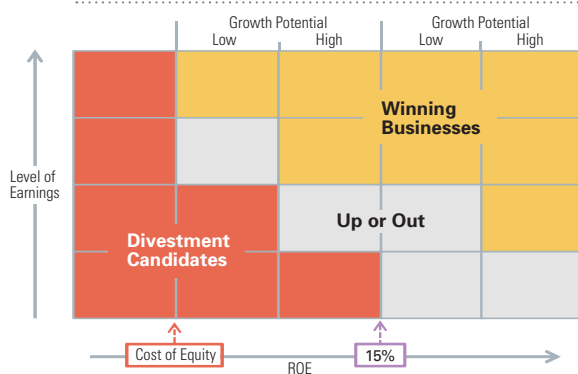 Growth Potential
Growth Potential
Low
High
Low
High
Winning
Businesses
Level of
Earnings
Up or Out
Divestment
Candidates
Cost of Equity
15%
ROE